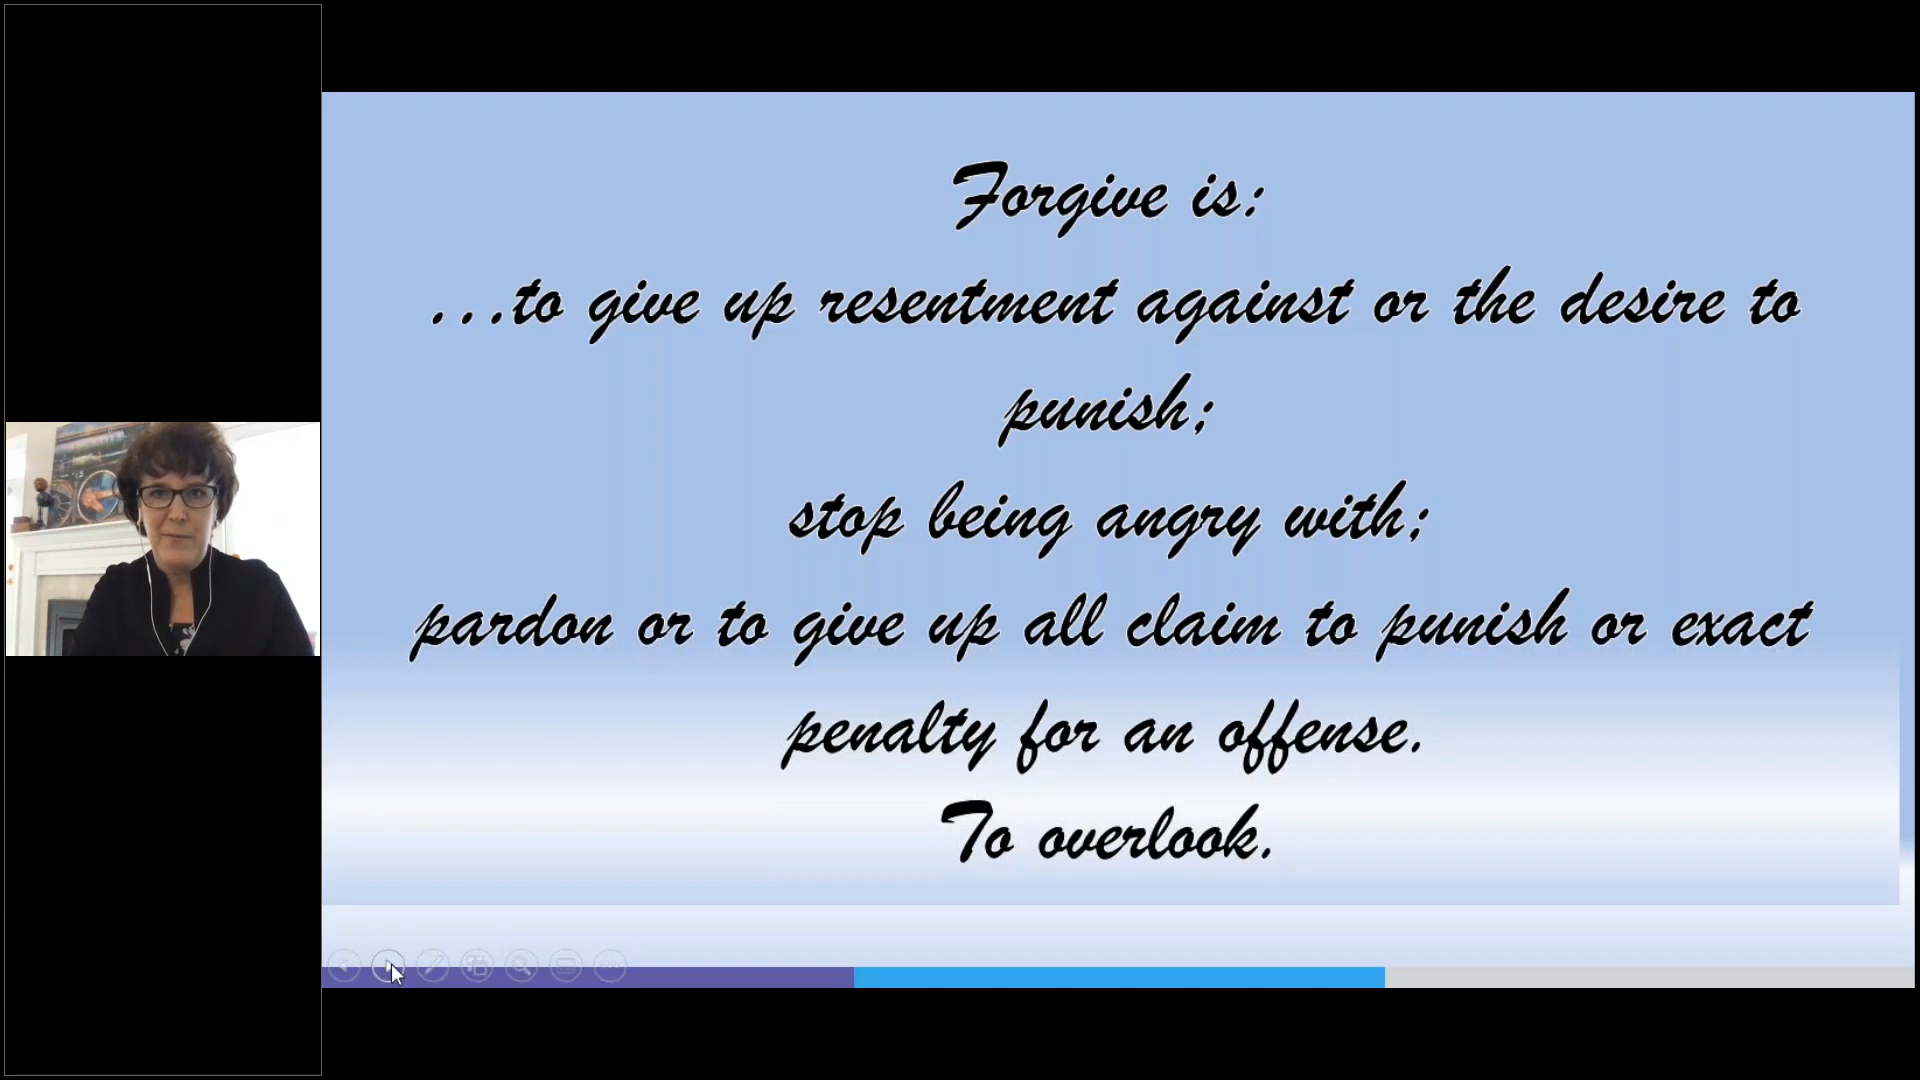 Forgive is:
...to give up resentment against or the desire to
punish;
stop being angry with;
pardon or to give up all claim to punish or exact
penalty for an offense.
To overlook.